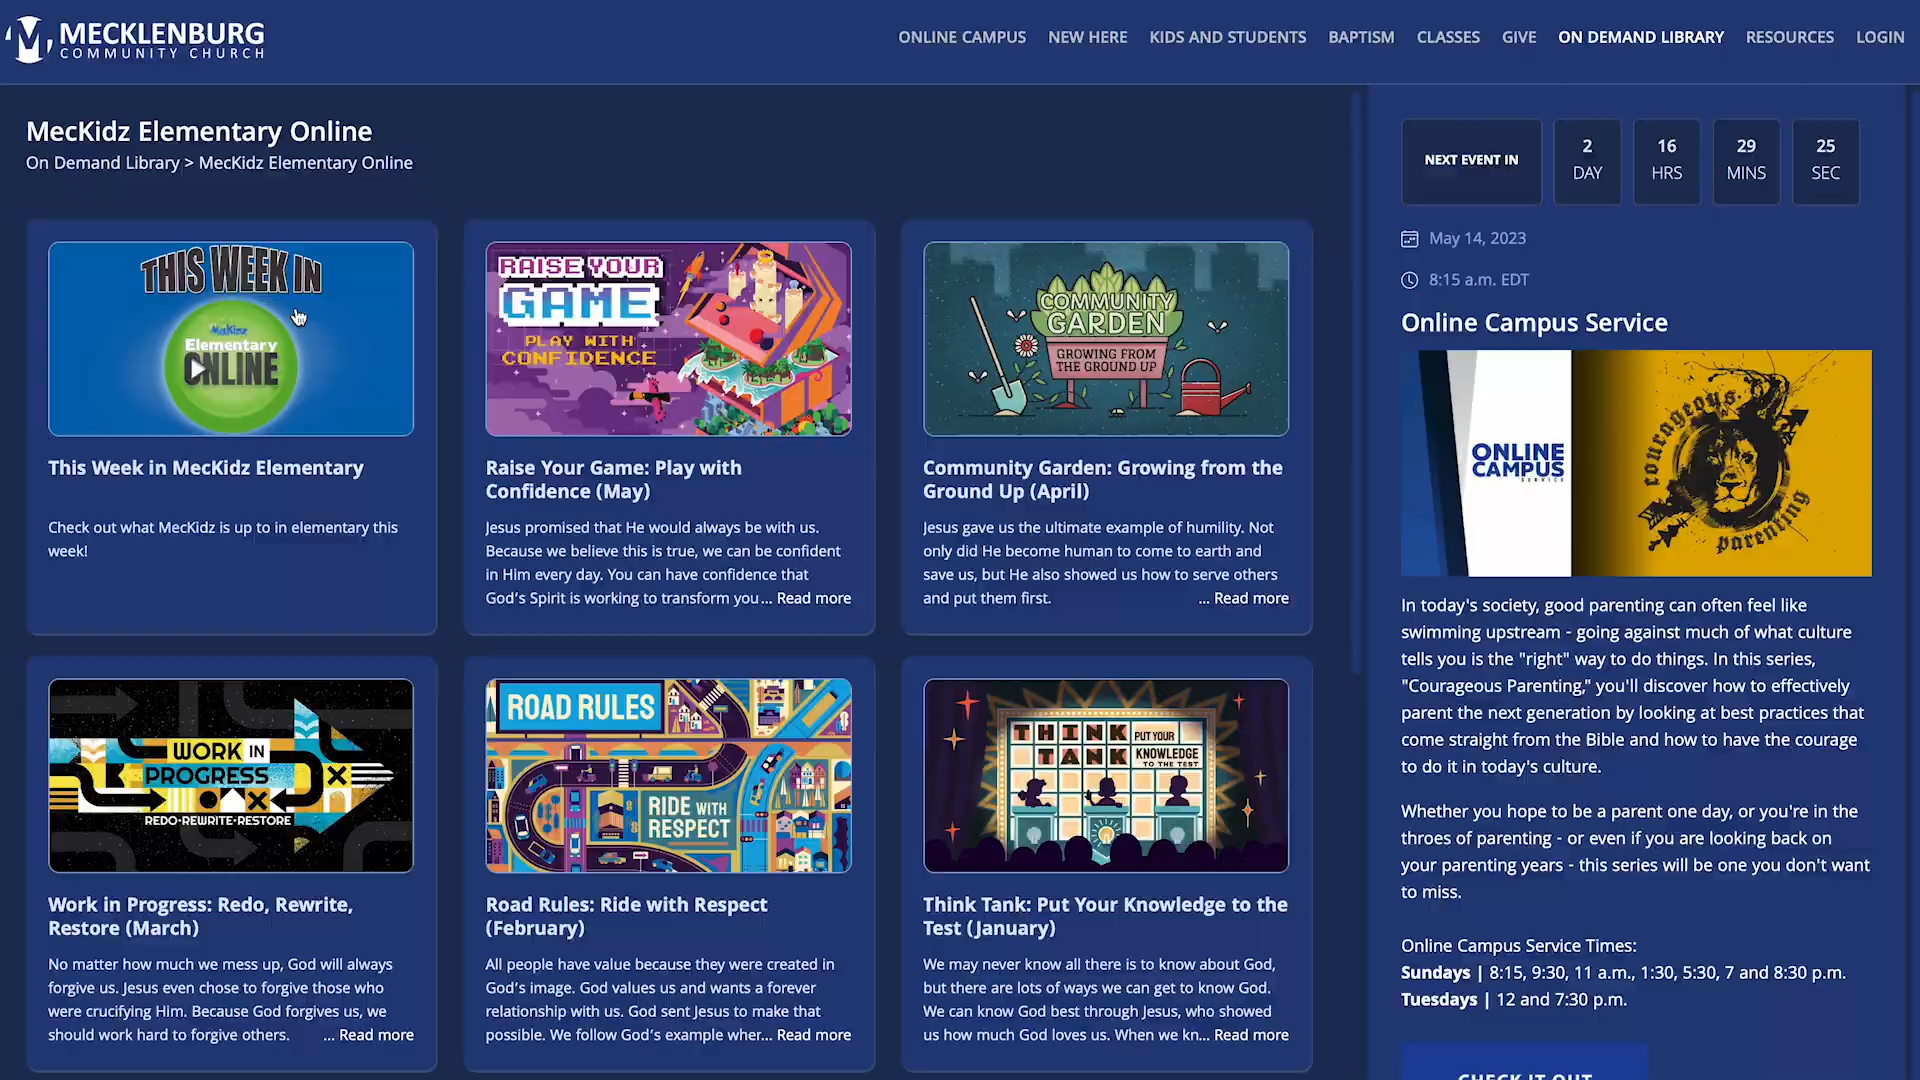 MECKLENBURG
COMMUNITY CHURCH
ONLINE CAMPUS NEW HERE KIDS AND STUDENTS BAPTISM CLASSES GIVE ON DEMAND LIBRARY RESOURCES LOGIN
MecKidz Elementary Online
On Demand Library > MecKidz Elementary Online
THIS WEEK IN
MecKidz
Elementary
ONLINE
This Week in MecKidz Elementary
Check out what MecKidz is up to in elementary this
week!
RAISE YOUR
GAME
PLAY WITH
CONFIDENCE
Raise Your Game: Play with
Confidence (May)
Jesus promised that He would always be with us.
Because we believe this is true, we can be confident
in Him every day. You can have confidence that
God's Spirit is working to transform you ... Read more
COMMUNITY
GARDEN
GROWING FROM
THE GROUND UP
Community Garden: Growing from the
Ground Up (April)
Jesus gave us the ultimate example of humility. Not
only did He become human to come to earth and
save us, but He also showed us how to serve others
and put them first. ... Read more
WORK IN
PROGRESS
REDO•REWRITE•RESTORE
Work in Progress: Redo, Rewrite,
Restore (March)
No matter how much we mess up, God will always
forgive us. Jesus even chose to forgive those who
were crucifying Him. Because God forgives us, we
should work hard to forgive others. ... Read more
ROAD RULES
RIDE WITH
RESPECT
Road Rules: Ride with Respect
(February)
All people have value because they were created in
God's image. God values us and wants a forever
relationship with us. God sent Jesus to make that
possible. We follow God's example wher... Read more
THINK
TANK
PUT YOUR
KNOWLEDGE
TO THE TEST
Think Tank: Put Your Knowledge to the
Test (January)
We may never know all there is to know about God,
but there are lots of ways we can get to know God.
We can know God best through Jesus, who showed
us how much God loves us. When we kn... Read more
NEXT EVENT IN
2
DAY
16
HRS
29
MINS
25
SEC
May 14, 2023
8:15 a.m. EDT
Online Campus Service
ONLINE
CAMPUS
SERVICE
courageous
parenting
In today's society, good parenting can often feel like
swimming upstream - going against much of what culture
tells you is the "right" way to do things. In this series,
"Courageous Parenting," you'll discover how to effectively
parent the next generation by looking at best practices that
come straight from the Bible and how to have the courage
to do it in today's culture.
Whether you hope to be a parent one day, or you're in the
throes of parenting - or even if you are looking back on
your parenting years - this series will be one you don't want
to miss.
Online Campus Service Times:
Sundays | 8:15, 9:30, 11 a.m., 1:30, 5:30, 7 and 8:30 p.m.
Tuesdays | 12 and 7:30 p.m.
CHECK IT OUT